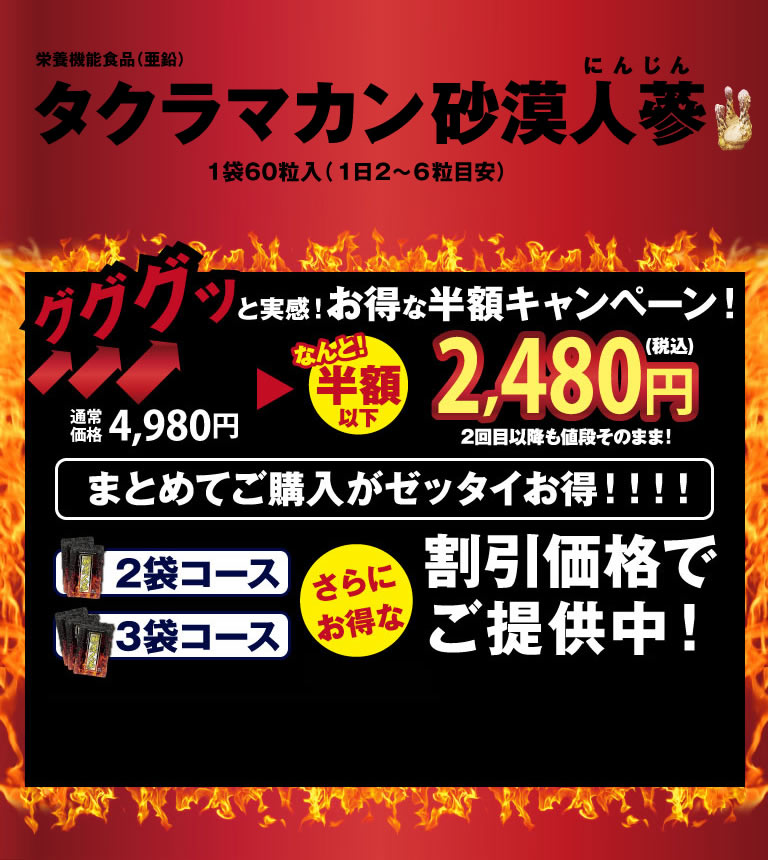 栄養機能食品(亜鉛)
にんじん
タクラマカン砂漠人蔘
1袋60粒入(1日2〜6粒目安)
グググッと実感!お得な半額キャンペーン!
通常価格 4,980円
なんと!
半額
以下
2,480円(税込)
2回目以降も値段そのまま!
まとめてご購入がゼッタイお得!!!!
2袋コース
3袋コース
さらに
お得な
割引価格で
ご提供中!